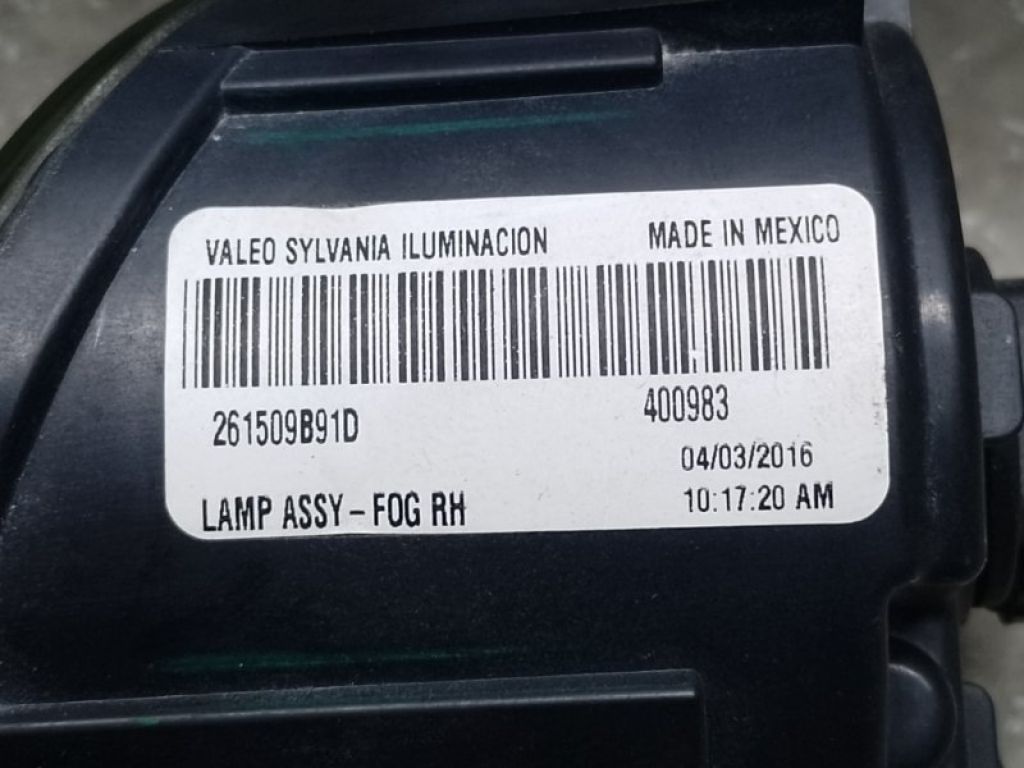 VALEO SYLVANIA ILUMINACION MADE IN MEXICO
261509B91D 400983
04/03/2016
LAMP ASSY - FOG RH 10:17:20 AM